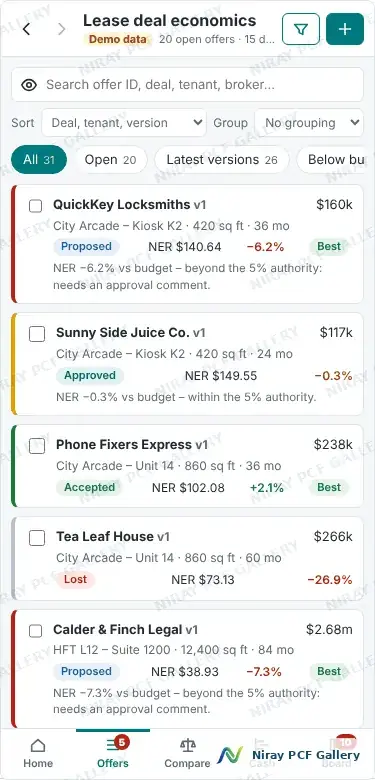 Lease deal economics
Demo data 20 open offers · 15 d...
Search offer ID, deal, tenant, broker...
Sort Deal, tenant, version Group No grouping
All 31 Open 20 Latest versions 26 Below bu
QuickKey Locksmiths v1 $160k
City Arcade – Kiosk K2 · 420 sq ft · 36 mo
Proposed NER $140.64 −6.2% Best
NER −6.2% vs budget – beyond the 5% authority:
needs an approval comment.
Sunny Side Juice Co. v1 $117k
City Arcade – Kiosk K2 · 420 sq ft · 24 mo
Approved NER $149.55 −0.3%
NER −0.3% vs budget – within the 5% authority.
Phone Fixers Express v1 $238k
City Arcade – Unit 14 · 860 sq ft · 36 mo
Accepted NER $102.08 +2.1% Best
Tea Leaf House v1 $266k
City Arcade – Unit 14 · 860 sq ft · 60 mo
Lost NER $73.13 −26.9%
Calder & Finch Legal v1 $2.68m
HFT L12 – Suite 1200 · 12,400 sq ft · 84 mo
Proposed NER $38.93 −7.3% Best
NER −7.3% vs budget – beyond the 5% authority:
needs an approval comment.
5 10
Home Offers Compare Cash Board
Niray PCF Gallery
NIRAY PCF GALLERY